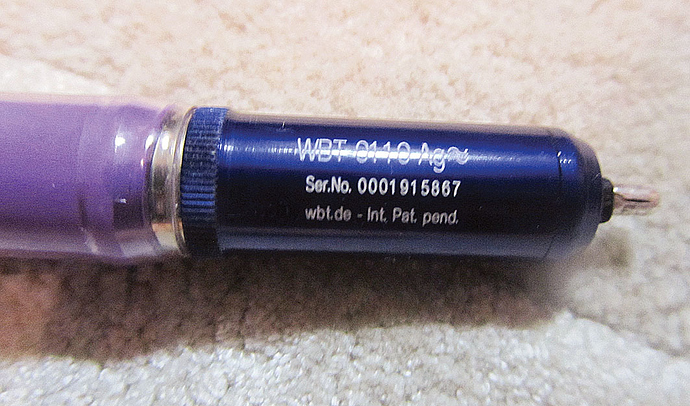 WBT-0110 Ag
Ser.No. 0001915867
wbt.de - Int. Pat. pend.